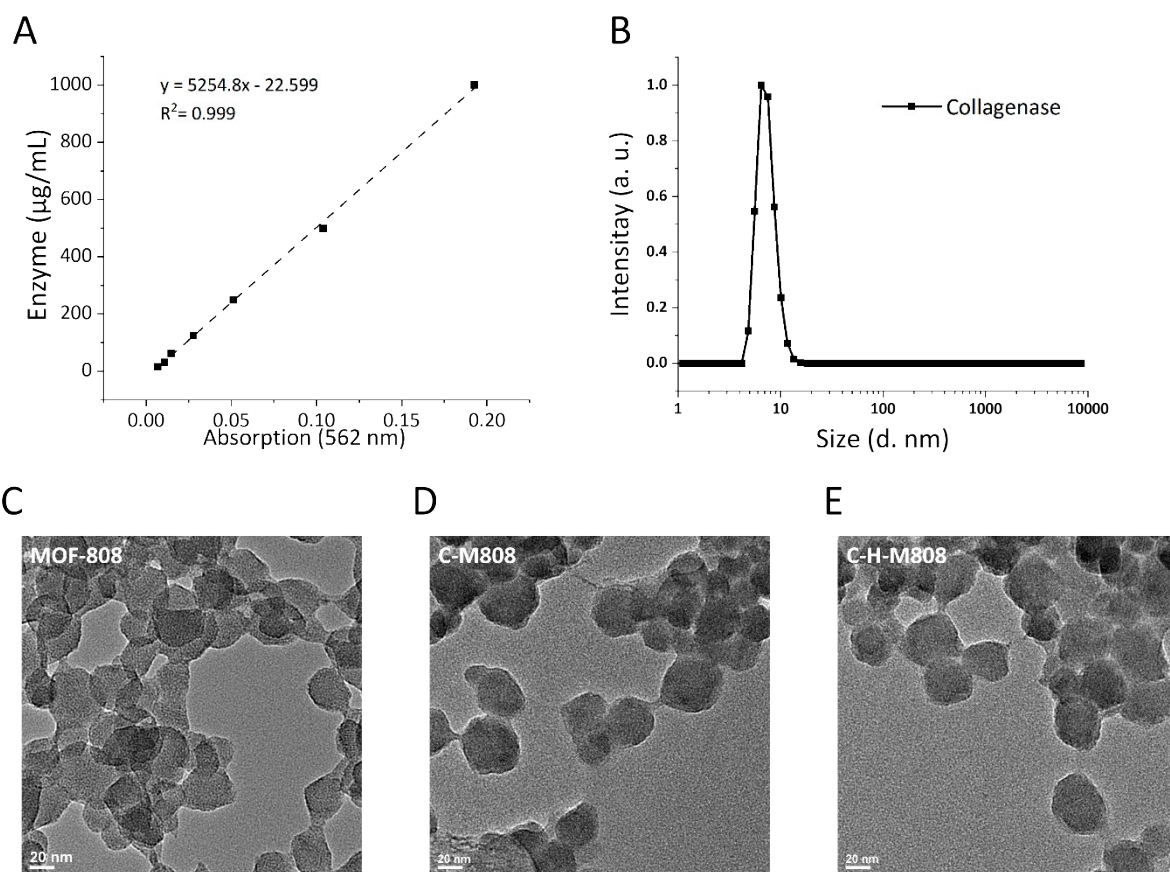 A
y = 5254.8x - 22.599
R²= 0.999
1000
800
600
400
200
0
Enzyme (μg/mL)
0.00 0.05 0.10 0.15 0.20
Absorption (562 nm)
B
Collagenase
1.0
0.8
0.6
0.4
0.2
0.0
Intensitay (a. u.)
1 10 100 1000 10000
Size (d. nm)
C
MOF-808
20 nm
D
C-M808
20 nm
E
C-H-M808
20 nm